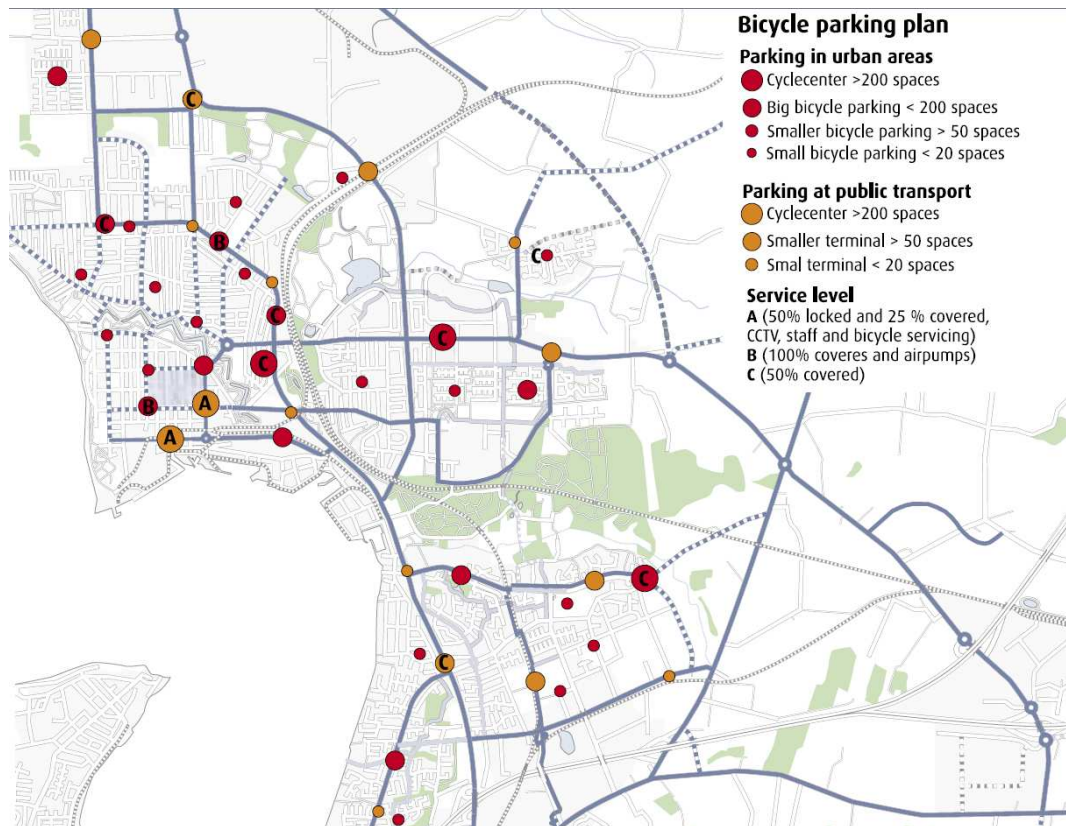 Bicycle parking plan
Parking in urban areas
Cyclecenter >200 spaces
Big bicycle parking < 200 spaces
Smaller bicycle parking > 50 spaces
Small bicycle parking < 20 spaces
Parking at public transport
Cyclecenter >200 spaces
Smaller terminal > 50 spaces
Smal terminal < 20 spaces
Service level
A (50% locked and 25 % covered,
CCTV, staff and bicycle servicing)
B (100% coveres and airpumps)
C (50% covered)
C
C
B
C
C
C
C
A
B
A
C
C